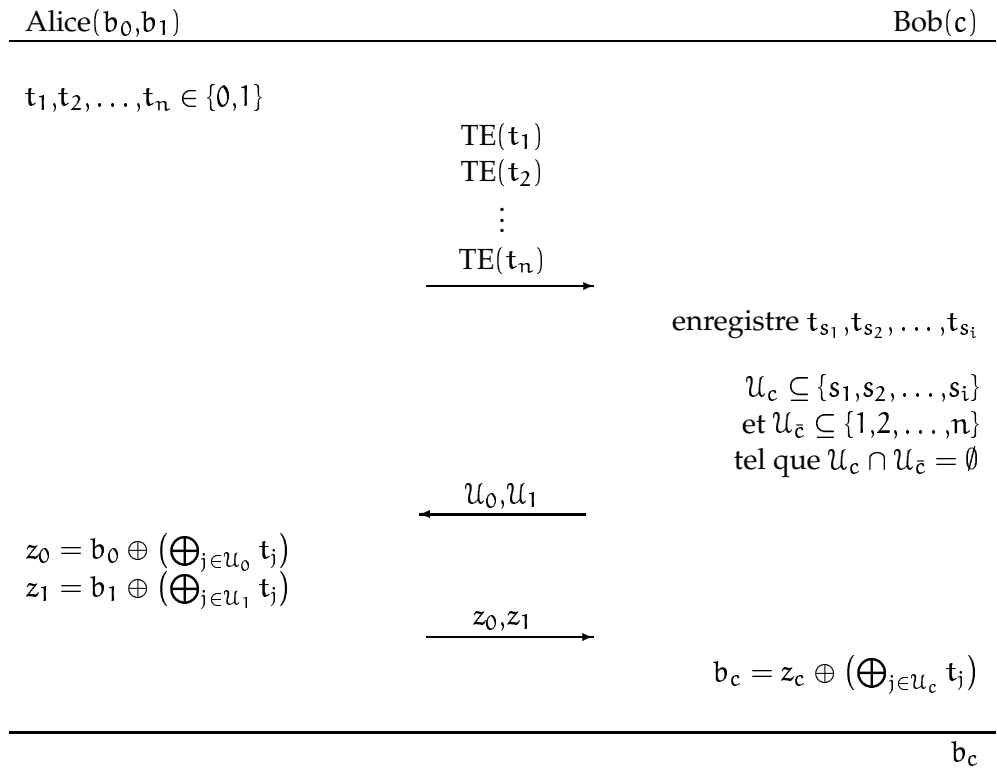 Alice(b₀,b₁) Bob(c)
t₁,t₂,…,tₙ ∈ {0,1}
TE(t₁)
TE(t₂)
⋮
TE(tₙ)
enregistre t_{s₁},t_{s₂},…,t_{sᵢ}
𝒰_c ⊆ {s₁,s₂,…,sᵢ}
et 𝒰_{c̄} ⊆ {1,2,…,n}
tel que 𝒰_c ∩ 𝒰_{c̄} = ∅
𝒰₀,𝒰₁
z₀ = b₀ ⊕ (⨁_{j∈𝒰₀} t_j)
z₁ = b₁ ⊕ (⨁_{j∈𝒰₁} t_j)
z₀,z₁
b_c = z_c ⊕ (⨁_{j∈𝒰_c} t_j)
b_c